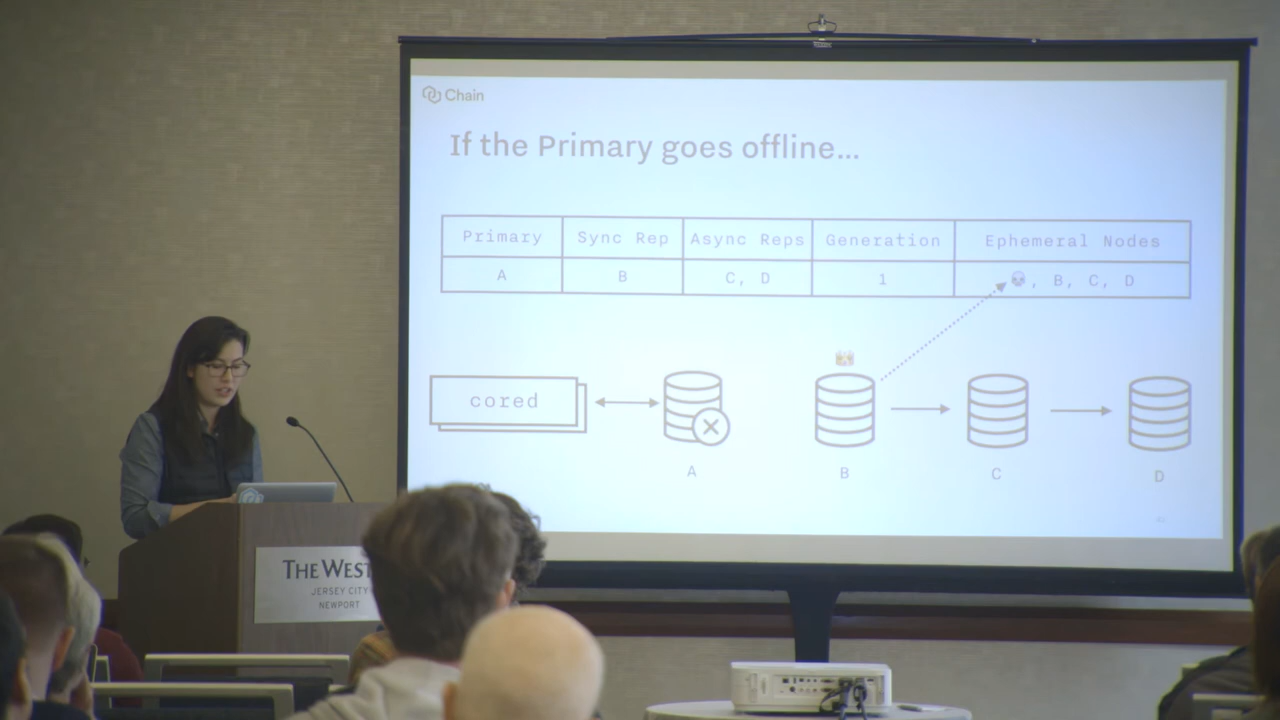 Chain
If the Primary goes offline...
Primary Sync Rep Async Reps Generation Ephemeral Nodes
A B C, D 1 💀, B, C, D
cored
A B C D
THE WEST
JERSEY CITY
NEWPORT